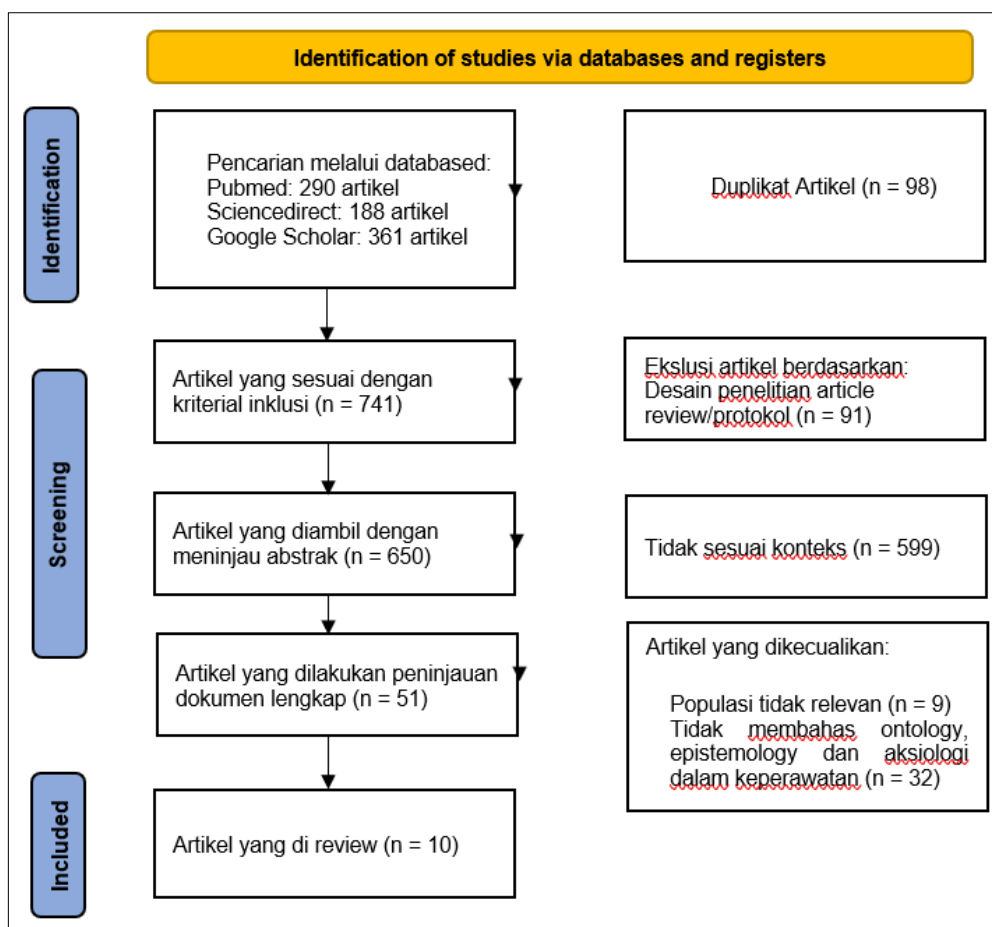 Identification of studies via databases and registers
Identification
Pencarian melalui databased:
Pubmed: 290 artikel
Sciencedirect: 188 artikel
Google Scholar: 361 artikel
Duplikat Artikel (n = 98)
Screening
Artikel yang sesuai dengan
kriterial inklusi (n = 741)
Ekslusi artikel berdasarkan:
Desain penelitian article
review/protokol (n = 91)
Artikel yang diambil dengan
meninjau abstrak (n = 650)
Tidak sesuai konteks (n = 599)
Artikel yang dilakukan peninjauan
dokumen lengkap (n = 51)
Artikel yang dikecualikan:
Populasi tidak relevan (n = 9)
Tidak membahas ontology,
epistemology dan aksiologi
dalam keperawatan (n = 32)
Included
Artikel yang di review (n = 10)